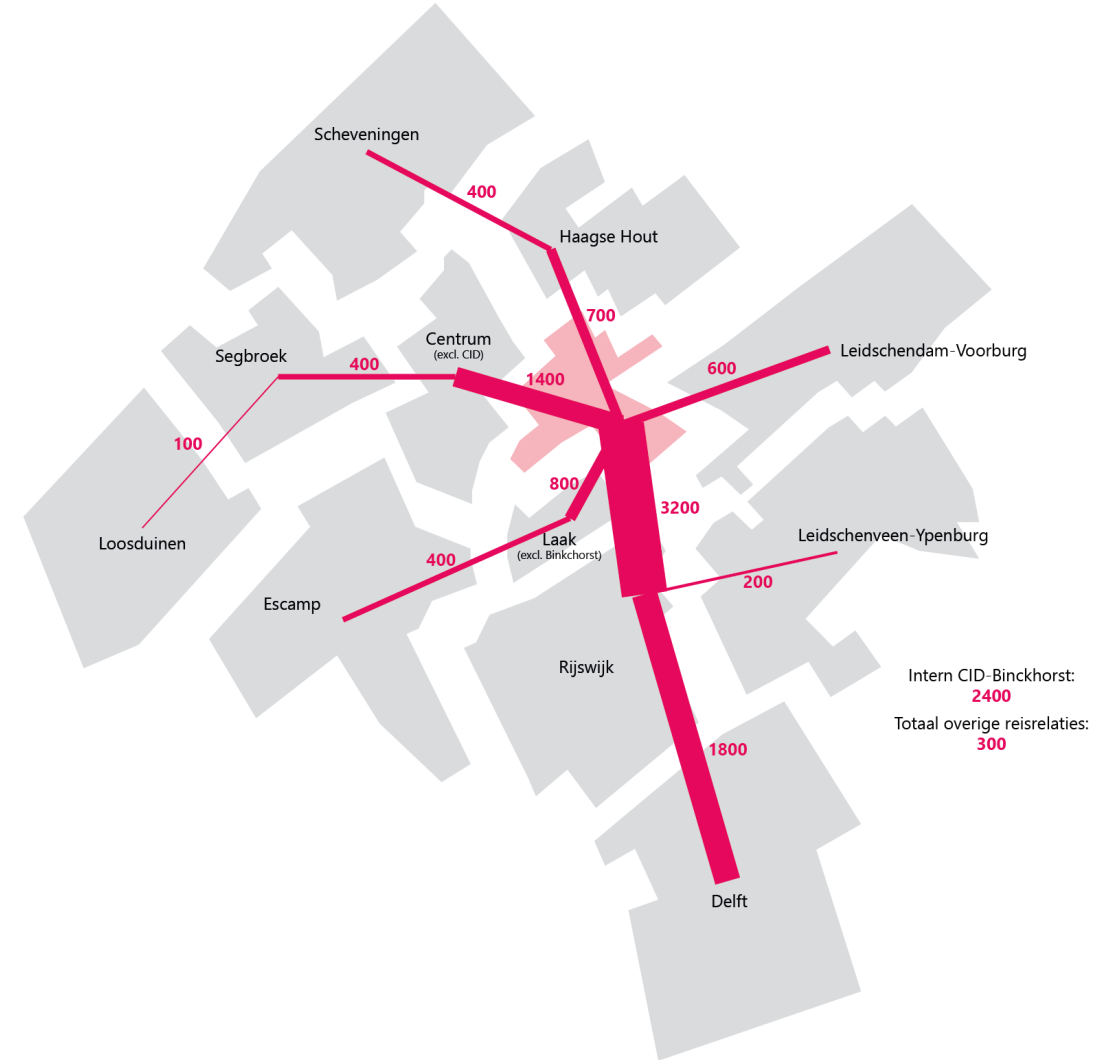 Scheveningen
400
Haagse Hout
700
Centrum
(excl. CID)
Segbroek
400
1400
600
Leidschendam-Voorburg
100
800
3200
Loosduinen
Laak
(excl. Binkchorst)
Leidschenveen-Ypenburg
400
200
Escamp
Rijswijk
Intern CID-Binckhorst:
2400
Totaal overige reisrelaties:
300
1800
Delft